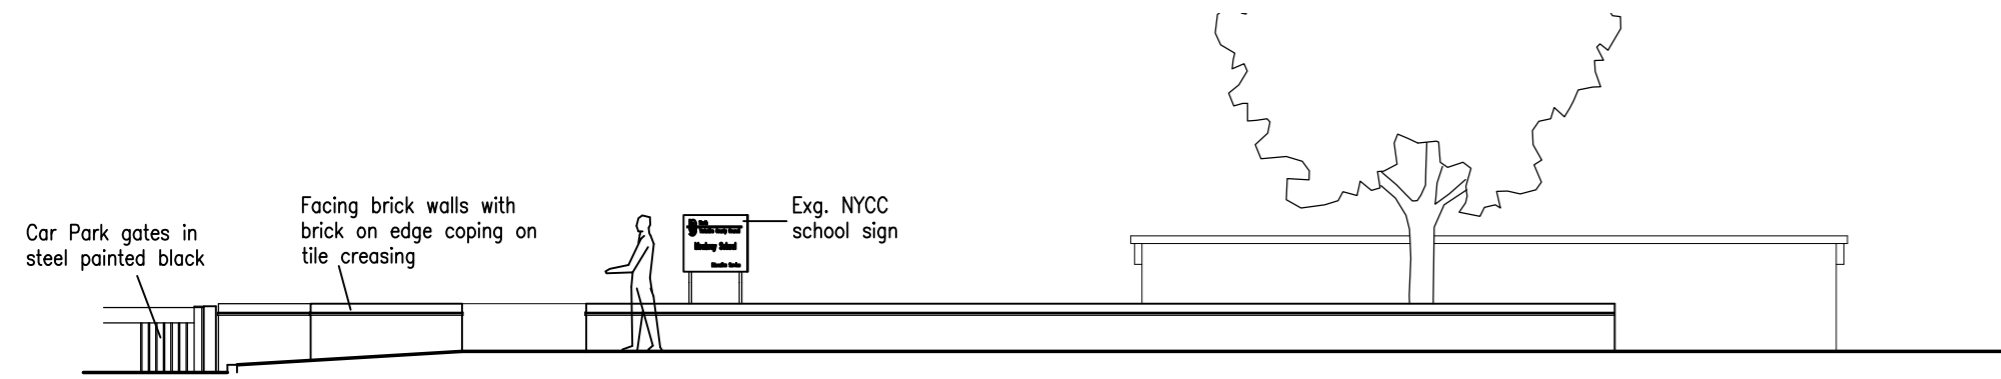 Car Park gates in
steel painted black
Facing brick walls with
brick on edge coping on
tile creasing
Exg. NYCC
school sign
School